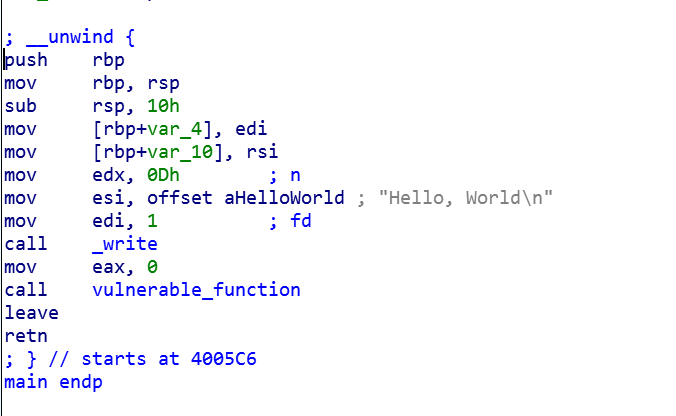 ; __unwind {
push    rbp
mov     rbp, rsp
sub     rsp, 10h
mov     [rbp+var_4], edi
mov     [rbp+var_10], rsi
mov     edx, 0Dh        ; n
mov     esi, offset aHelloWorld ; "Hello, World\n"
mov     edi, 1          ; fd
call    _write
mov     eax, 0
call    vulnerable_function
leave
retn
; } // starts at 4005C6
main endp